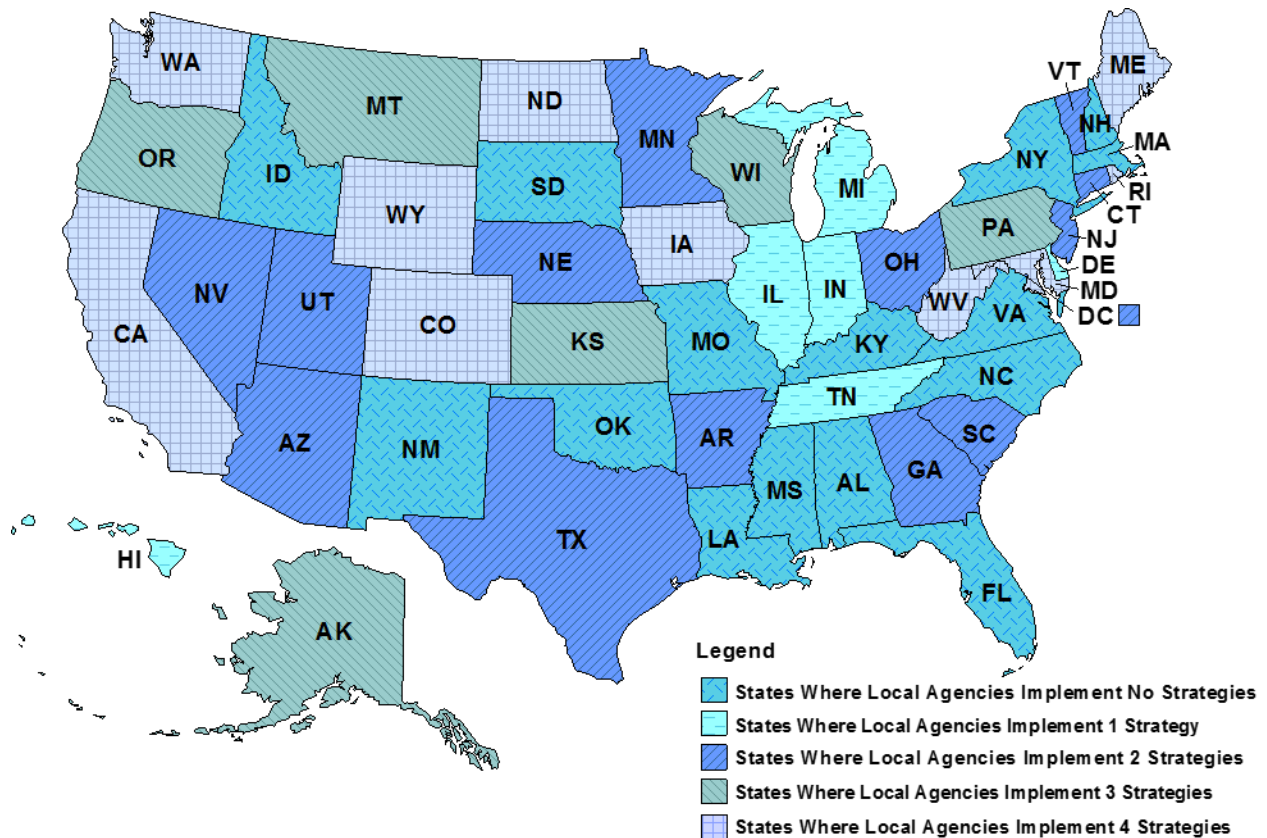 WA
MT
ND
MN
VT
ME
NH
OR
ID
SD
WI
NY
MA
MI
WY
RI
CT
IA
PA
NJ
NE
OH
DE
NV
UT
IL
IN
WV
MD
CA
CO
VA
DC
KS
MO
KY
NC
TN
OK
AR
SC
AZ
NM
GA
MS
AL
TX
LA
HI
FL
AK
Legend
States Where Local Agencies Implement No Strategies
States Where Local Agencies Implement 1 Strategy
States Where Local Agencies Implement 2 Strategies
States Where Local Agencies Implement 3 Strategies
States Where Local Agencies Implement 4 Strategies